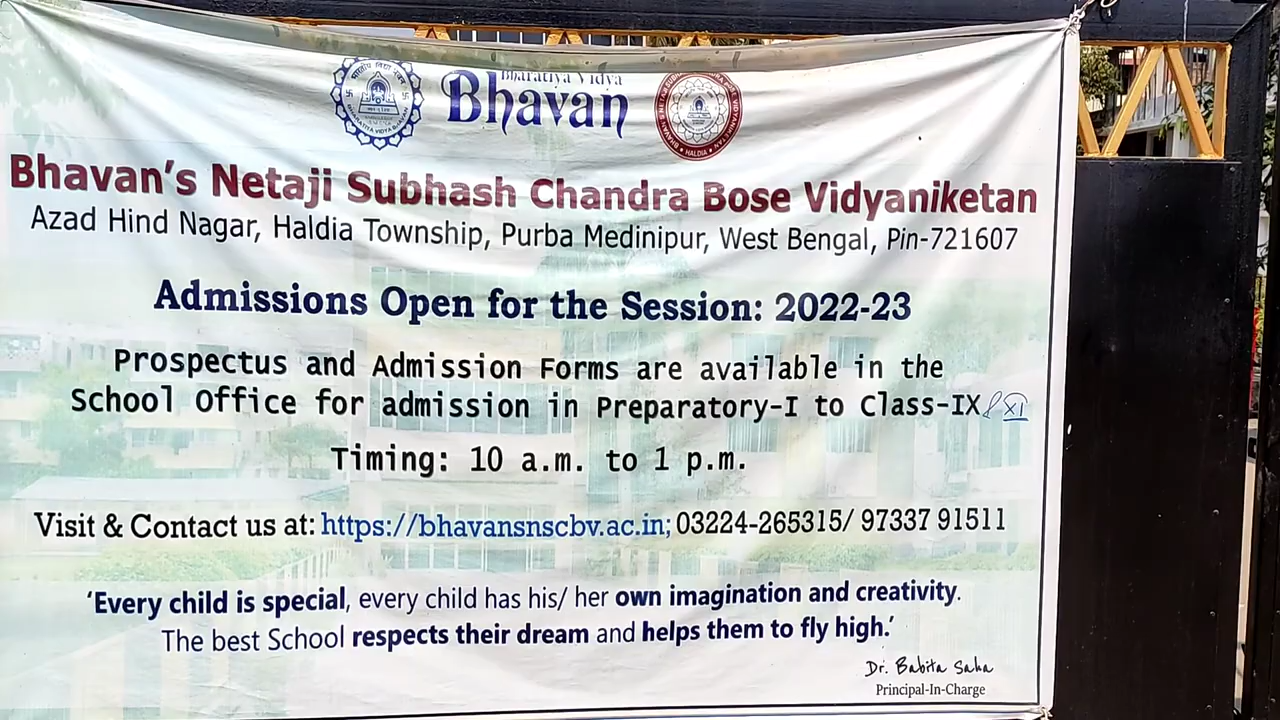 Bharatiya Vidya
Bhavan
Bhavan's Netaji Subhash Chandra Bose Vidyaniketan
Azad Hind Nagar, Haldia Township, Purba Medinipur, West Bengal, Pin-721607
Admissions Open for the Session: 2022-23
Prospectus and Admission Forms are available in the
School Office for admission in Preparatory-I to Class-IX & XI
Timing: 10 a.m. to 1 p.m.
Visit & Contact us at: https://bhavansnscbv.ac.in; 03224-265315/ 97337 91511
'Every child is special, every child has his/ her own imagination and creativity.
The best School respects their dream and helps them to fly high.'
Dr. Babita Saha
Principal-In-Charge